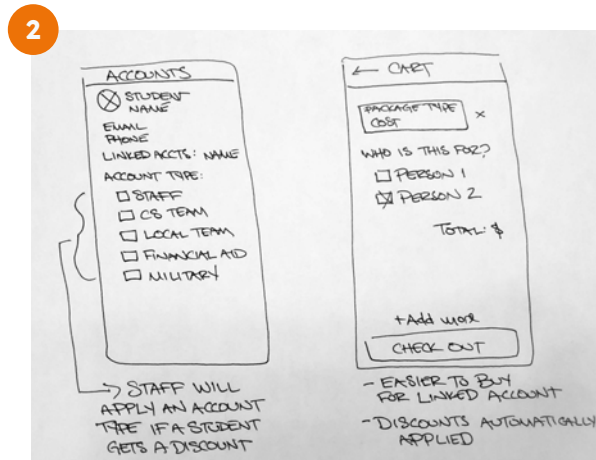 2
ACCOUNTS
STUDENT
NAME
EMAIL
PHONE
LINKED ACCTS: NAME
ACCOUNT TYPE:
STAFF
CS TEAM
LOCAL TEAM
FINANCIAL AID
MILITARY
→ STAFF WILL
APPLY AN ACCOUNT
TYPE IF A STUDENT
GETS A DISCOUNT
← CART
PACKAGE TYPE
COST
×
WHO IS THIS FOR?
PERSON 1
PERSON 2
TOTAL: $
+Add more
CHECK OUT
- EASIER TO BUY
FOR LINKED ACCOUNT
- DISCOUNTS AUTOMATICALLY
APPLIED